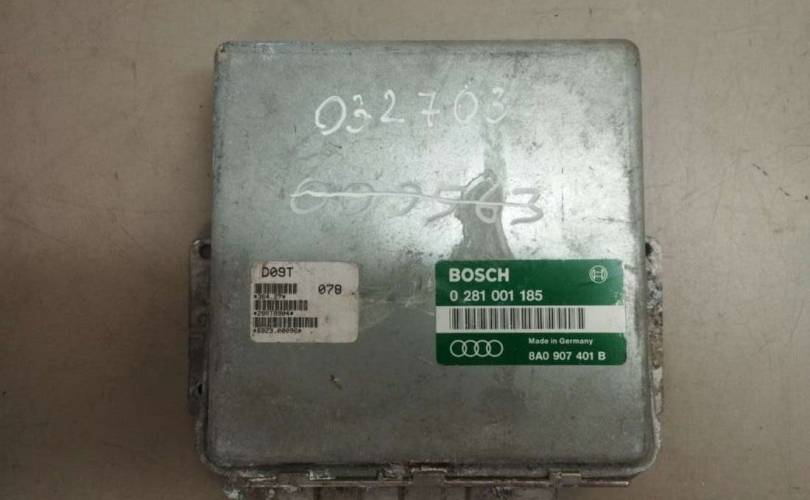 032703
D09T
078
BOSCH
0 281 001 185
Made in Germany
8A0 907 401 B